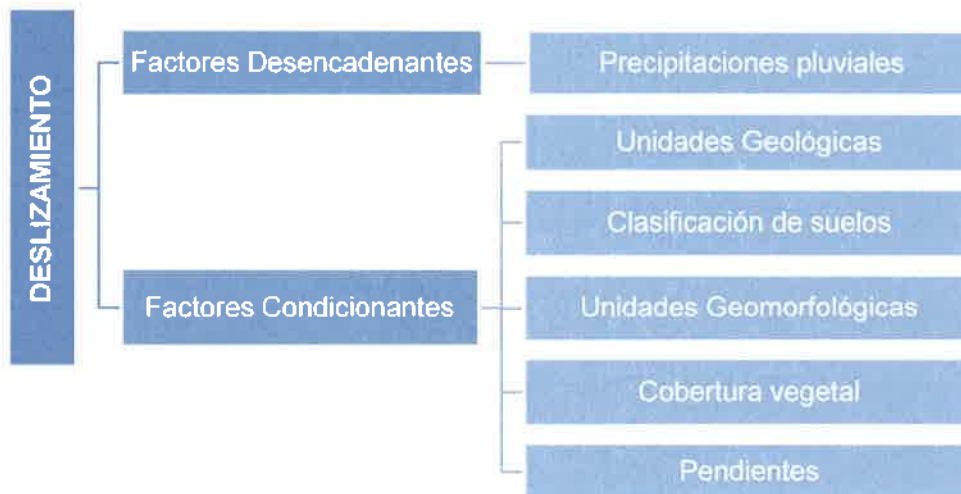 DESLIZAMIENTO
Factores Desencadenantes
Precipitaciones pluviales
Factores Condicionantes
Unidades Geológicas
Clasificación de suelos
Unidades Geomorfológicas
Cobertura vegetal
Pendientes